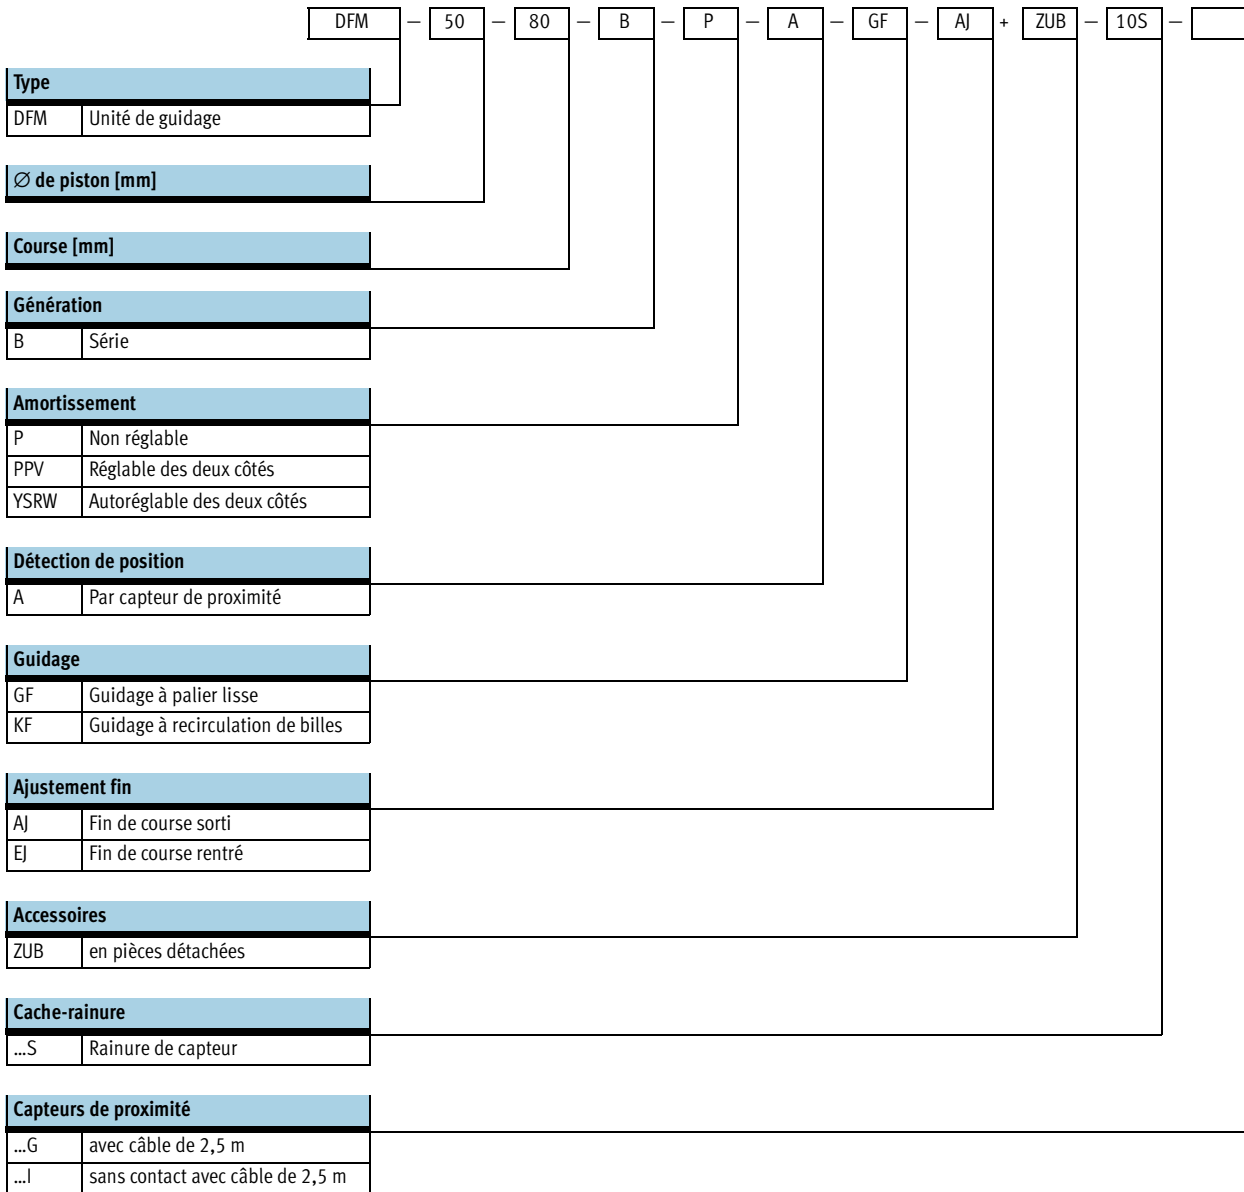 DFM — 50 — 80 — B — P — A — GF — AJ + ZUB — 10S —
Type
DFM Unité de guidage
∅ de piston [mm]
Course [mm]
Génération
B Série
Amortissement
P Non réglable
PPV Réglable des deux côtés
YSRW Autoréglable des deux côtés
Détection de position
A Par capteur de proximité
Guidage
GF Guidage à palier lisse
KF Guidage à recirculation de billes
Ajustement fin
AJ Fin de course sorti
EJ Fin de course rentré
Accessoires
ZUB en pièces détachées
Cache-rainure
...S Rainure de capteur
Capteurs de proximité
...G avec câble de 2,5 m
...I sans contact avec câble de 2,5 m